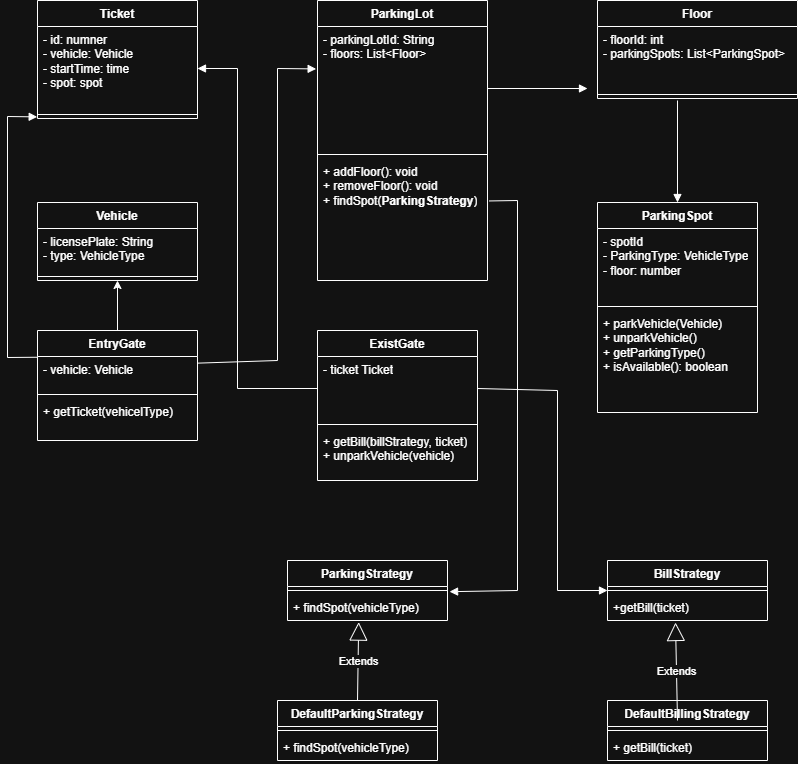 Ticket
- id: numner
- vehicle: Vehicle
- startTime: time
- spot: spot
ParkingLot
- parkingLotId: String
- floors: List<Floor>
+ addFloor(): void
+ removeFloor(): void
+ findSpot(ParkingStrategy)
Floor
- floorId: int
- parkingSpots: List<ParkingSpot>
Vehicle
- licensePlate: String
- type: VehicleType
ParkingSpot
- spotId
- ParkingType: VehicleType
- floor: number
+ parkVehicle(Vehicle)
+ unparkVehicle()
+ getParkingType()
+ isAvailable(): boolean
EntryGate
- vehicle: Vehicle
+ getTicket(vehicelType)
ExistGate
- ticket Ticket
+ getBill(billStrategy, ticket)
+ unparkVehicle(vehicle)
ParkingStrategy
+ findSpot(vehicleType)
BillStrategy
+getBill(ticket)
Extends
Extends
DefaultParkingStrategy
+ findSpot(vehicleType)
DefaultBillingStrategy
+ getBill(ticket)